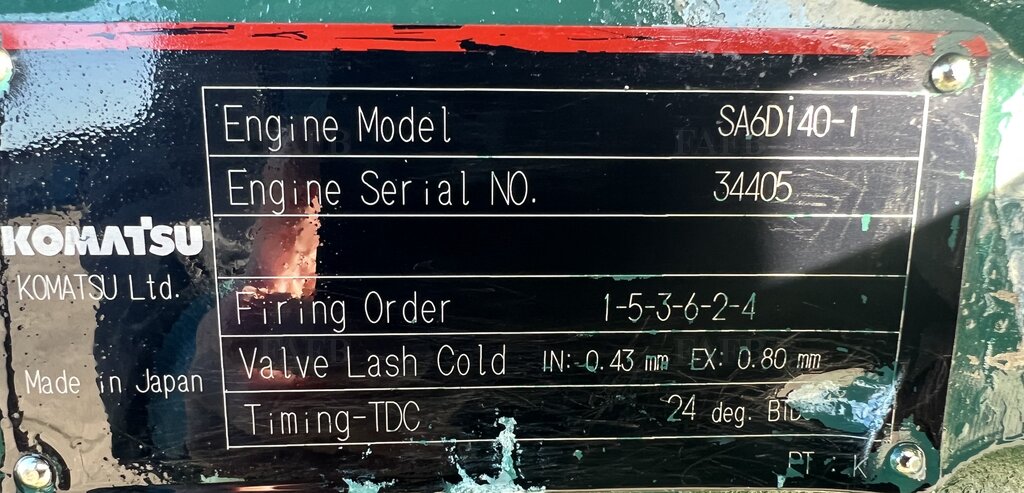 Engine Model SA6D140-1
Engine Serial NO. 34405
KOMATSU
KOMATSU Ltd.
Firing Order 1-5-3-6-2-4
Valve Lash Cold IN: 0.43 mm EX: 0.80 mm
Made in Japan
Timing-TDC 24 deg.